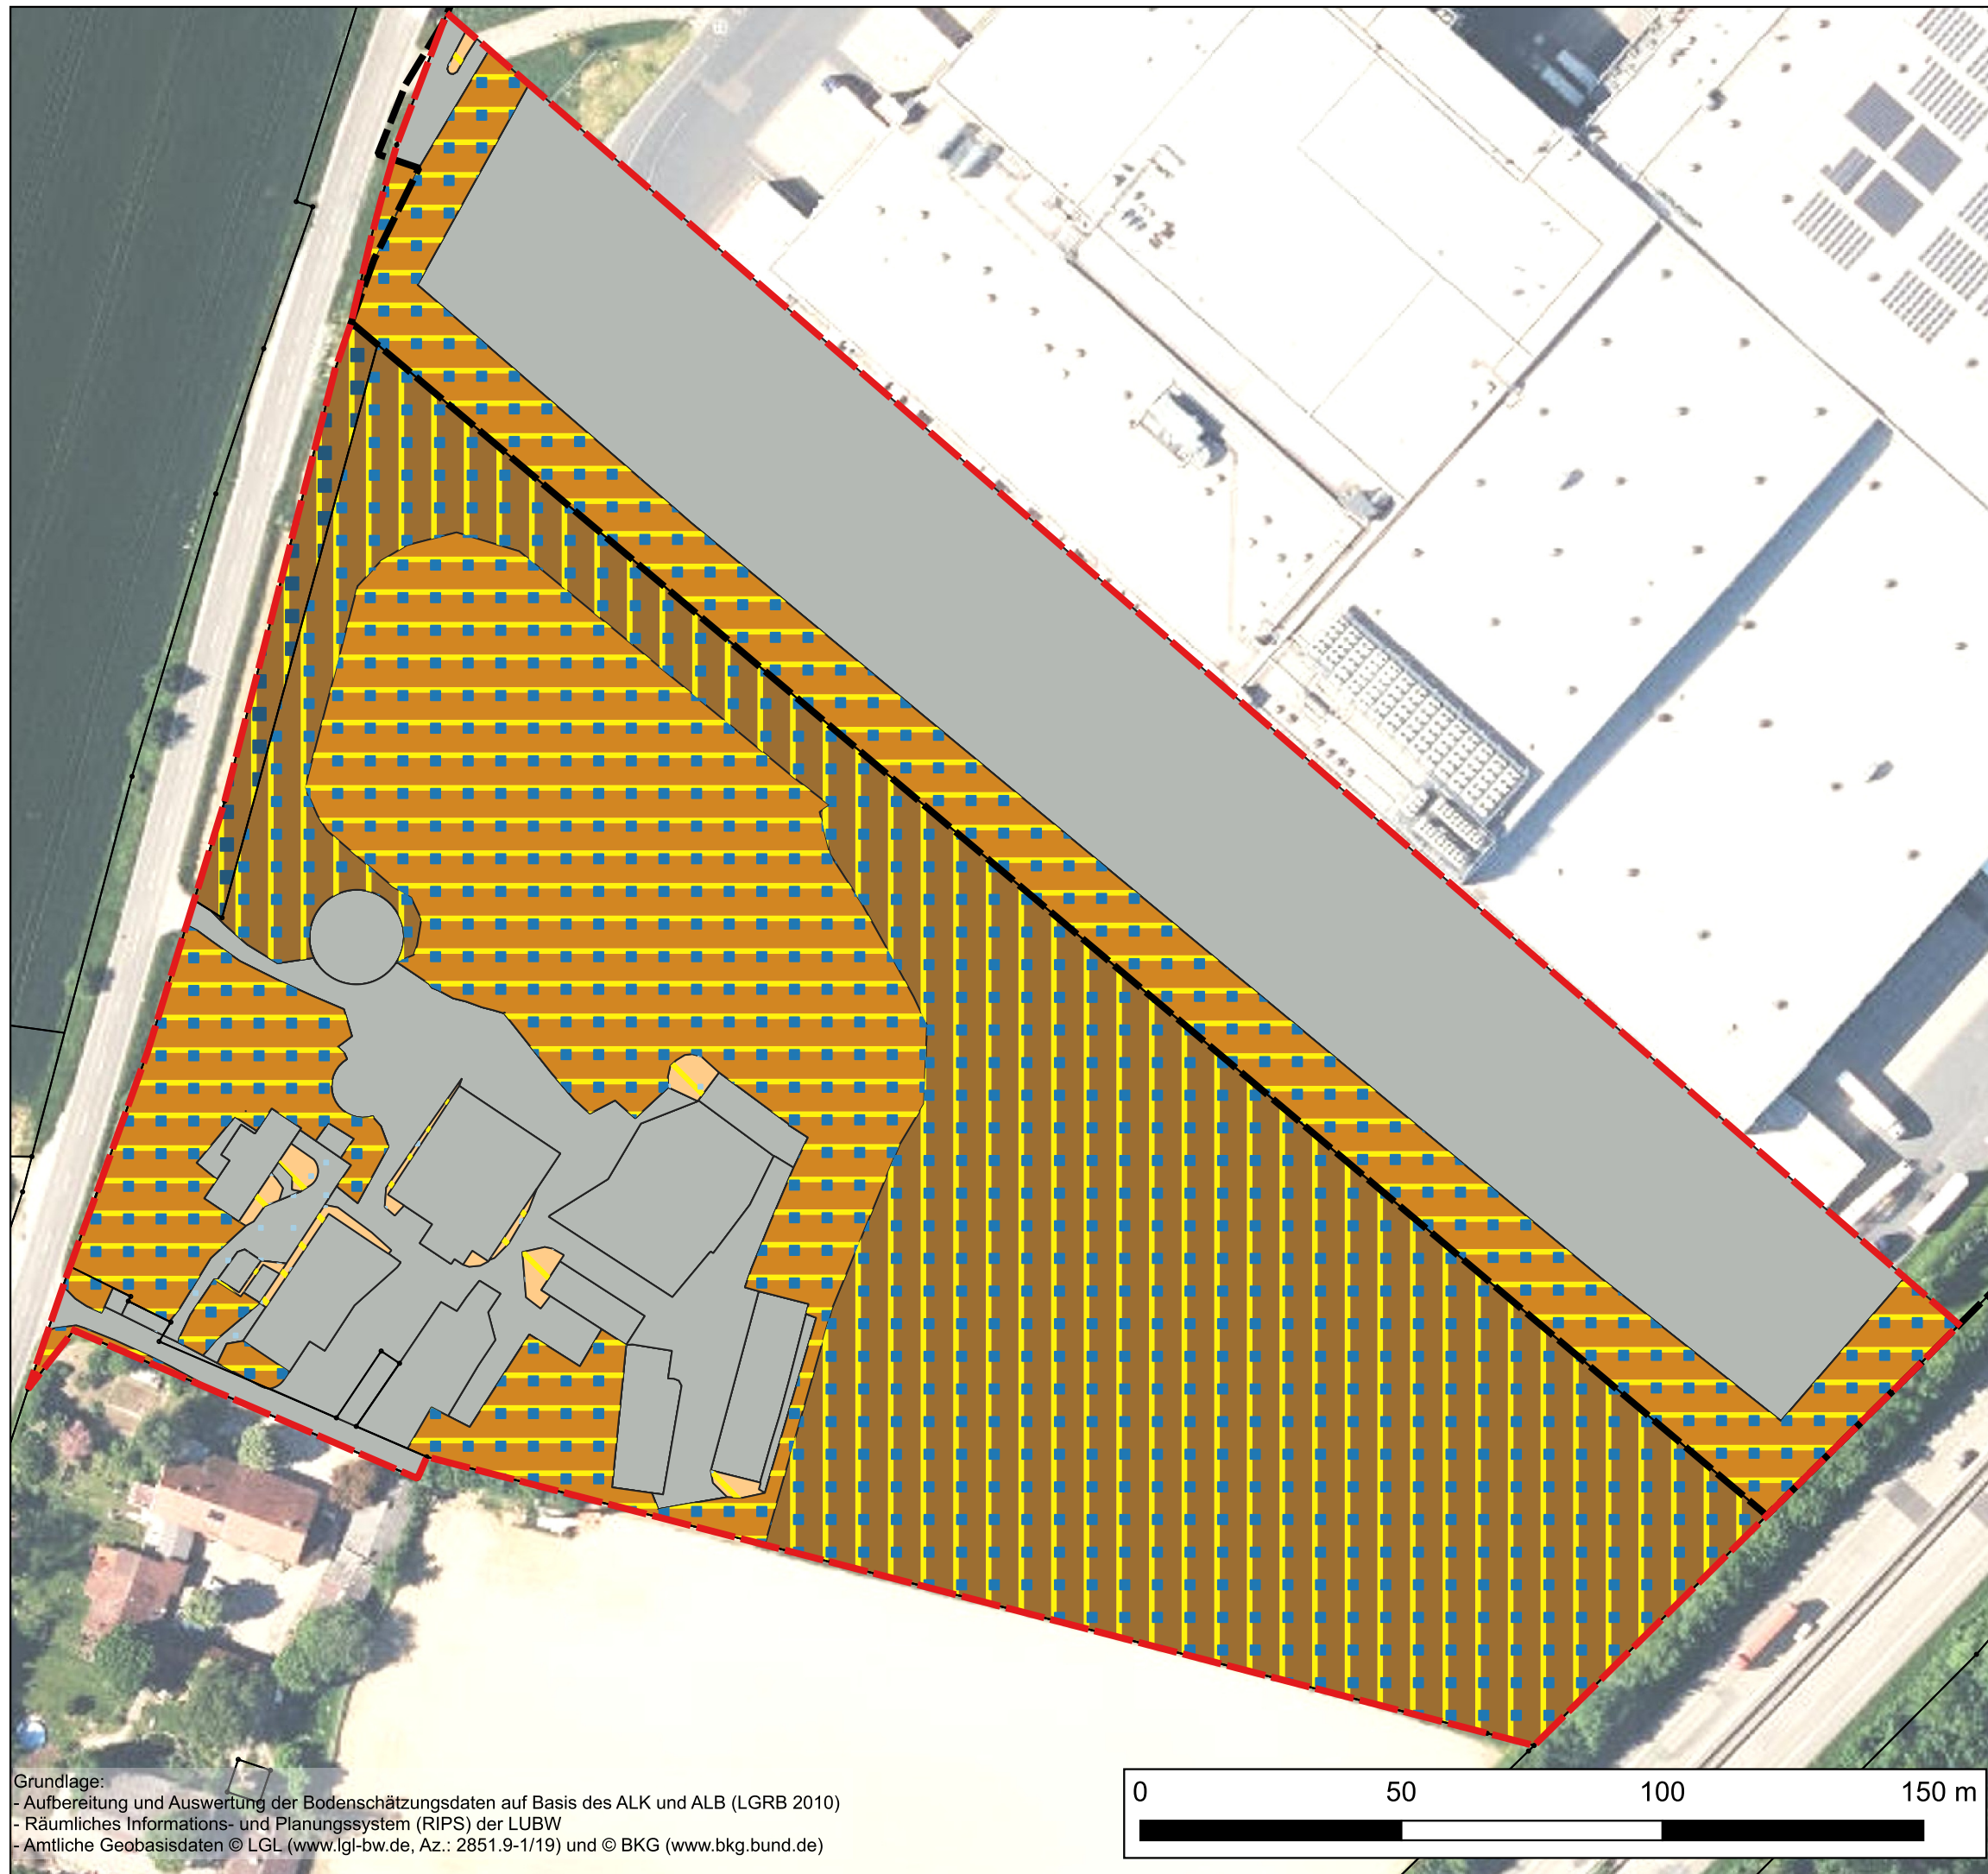 Grundlage:
- Aufbereitung und Auswertung der Bodenschätzungsdaten auf Basis des ALK und ALB (LGRB 2010)
- Räumliches Informations- und Planungssystem (RIPS) der LUBW
- Amtliche Geobasisdaten © LGL (www.lgl-bw.de, Az.: 2851.9-1/19) und © BKG (www.bkg.bund.de)
0 50 100 150 m